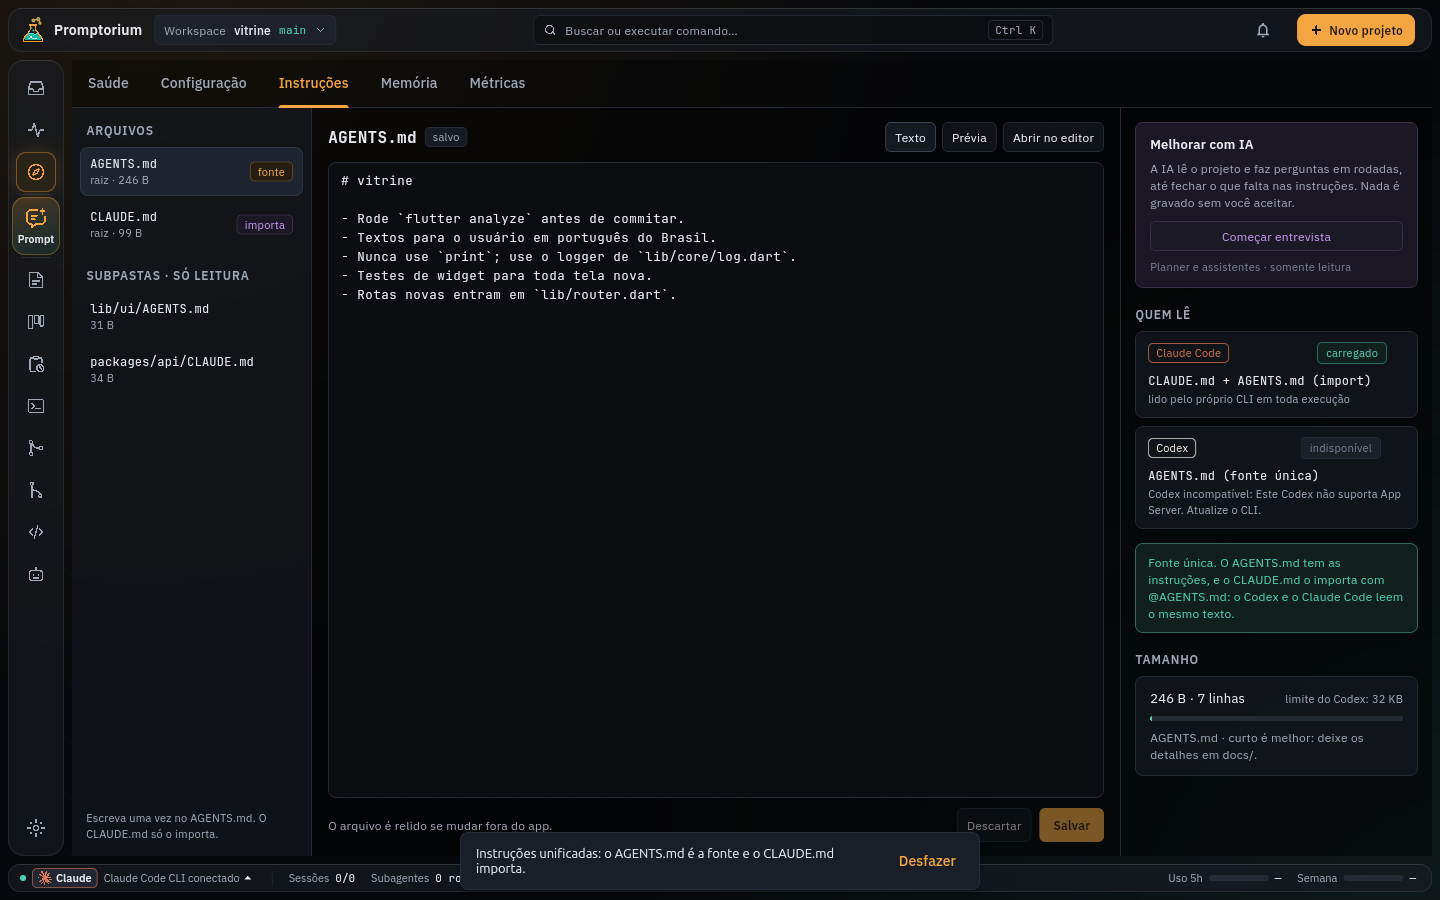 Promptorium
Workspace vitrine main
Buscar ou executar comando...
Ctrl K
Novo projeto
Saúde
Configuração
Instruções
Memória
Métricas
Prompt
ARQUIVOS
AGENTS.md
raiz · 246 B
fonte
CLAUDE.md
raiz · 99 B
importa
SUBPASTAS · SÓ LEITURA
lib/ui/AGENTS.md
31 B
packages/api/CLAUDE.md
34 B
Escreva uma vez no AGENTS.md. O
CLAUDE.md só o importa.
AGENTS.md
salvo
Texto
Prévia
Abrir no editor
# vitrine
- Rode `flutter analyze` antes de commitar.
- Textos para o usuário em português do Brasil.
- Nunca use `print`; use o logger de `lib/core/log.dart`.
- Testes de widget para toda tela nova.
- Rotas novas entram em `lib/router.dart`.
O arquivo é relido se mudar fora do app.
Descartar
Salvar
Melhorar com IA
A IA lê o projeto e faz perguntas em rodadas,
até fechar o que falta nas instruções. Nada é
gravado sem você aceitar.
Começar entrevista
Planner e assistentes · somente leitura
QUEM LÊ
Claude Code
carregado
CLAUDE.md + AGENTS.md (import)
lido pelo próprio CLI em toda execução
Codex
indisponível
AGENTS.md (fonte única)
Codex incompatível: Este Codex não suporta App
Server. Atualize o CLI.
Fonte única. O AGENTS.md tem as
instruções, e o CLAUDE.md o importa com
@AGENTS.md: o Codex e o Claude Code leem
o mesmo texto.
TAMANHO
246 B · 7 linhas
limite do Codex: 32 KB
AGENTS.md · curto é melhor: deixe os
detalhes em docs/.
Instruções unificadas: o AGENTS.md é a fonte e o CLAUDE.md
importa.
Desfazer
Claude
Claude Code CLI conectado
Sessões 0/0
Subagentes 0
Uso 5h –
Semana –